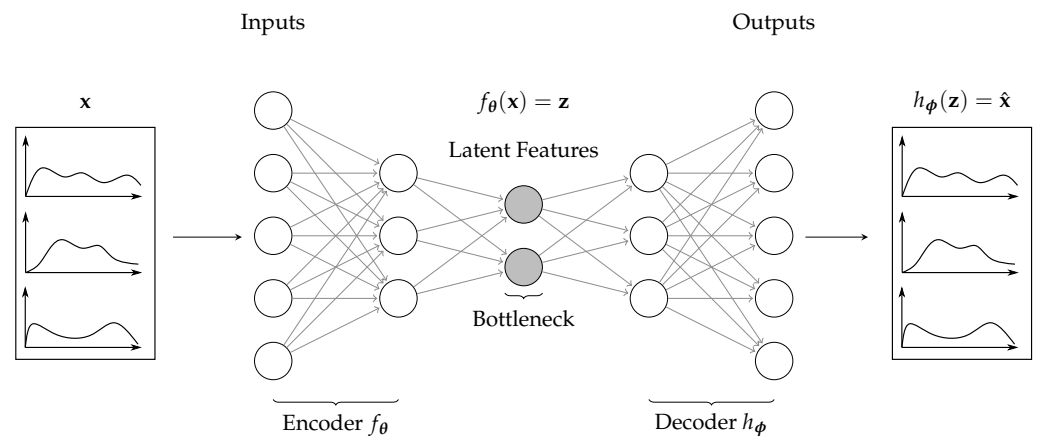 Inputs
Outputs
𝐱
f_θ(𝐱) = 𝐳
h_ϕ(𝐳) = 𝐱̂
Latent Features
Bottleneck
Encoder f_θ
Decoder h_ϕ